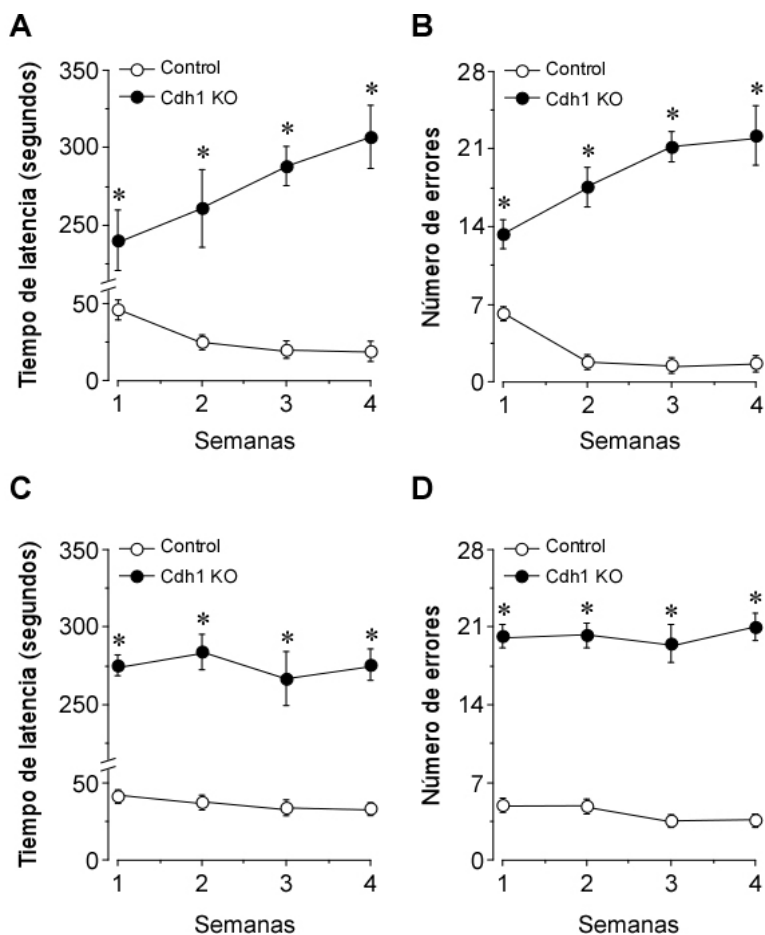 A
Tiempo de latencia (segundos)
350
300
250
50
0
Control
Cdh1 KO
*
*
*
*
1 2 3 4
Semanas
B
Número de errores
28
21
14
7
0
Control
Cdh1 KO
*
*
*
*
1 2 3 4
Semanas
C
Tiempo de latencia (segundos)
350
300
250
50
0
Control
Cdh1 KO
*
*
*
*
1 2 3 4
Semanas
D
Número de errores
28
21
14
7
0
Control
Cdh1 KO
*
*
*
*
1 2 3 4
Semanas